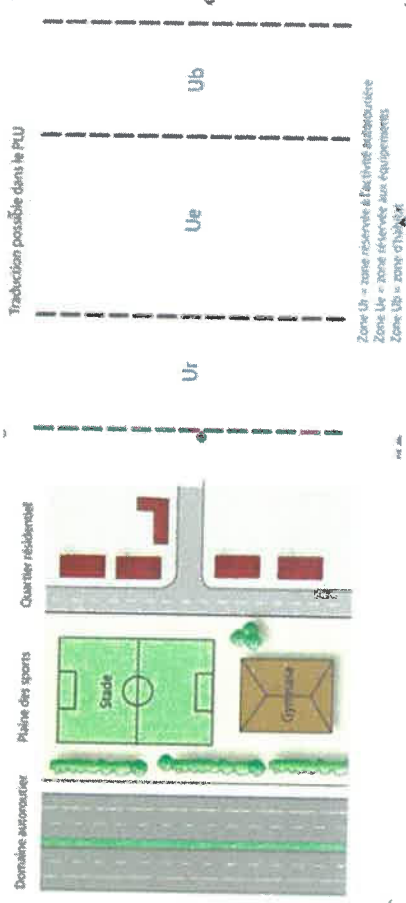 Domaine autoroutier
Plaine des sports
Quartier résidentiel
Stade
Gymnase
Traduction possible dans le PLU
Ur
Ue
Ub
Zone Ur = zone réservée à l'activité autoroutière
Zone Ue = zone réservée aux équipements
Zone Ub = zone d'habitat